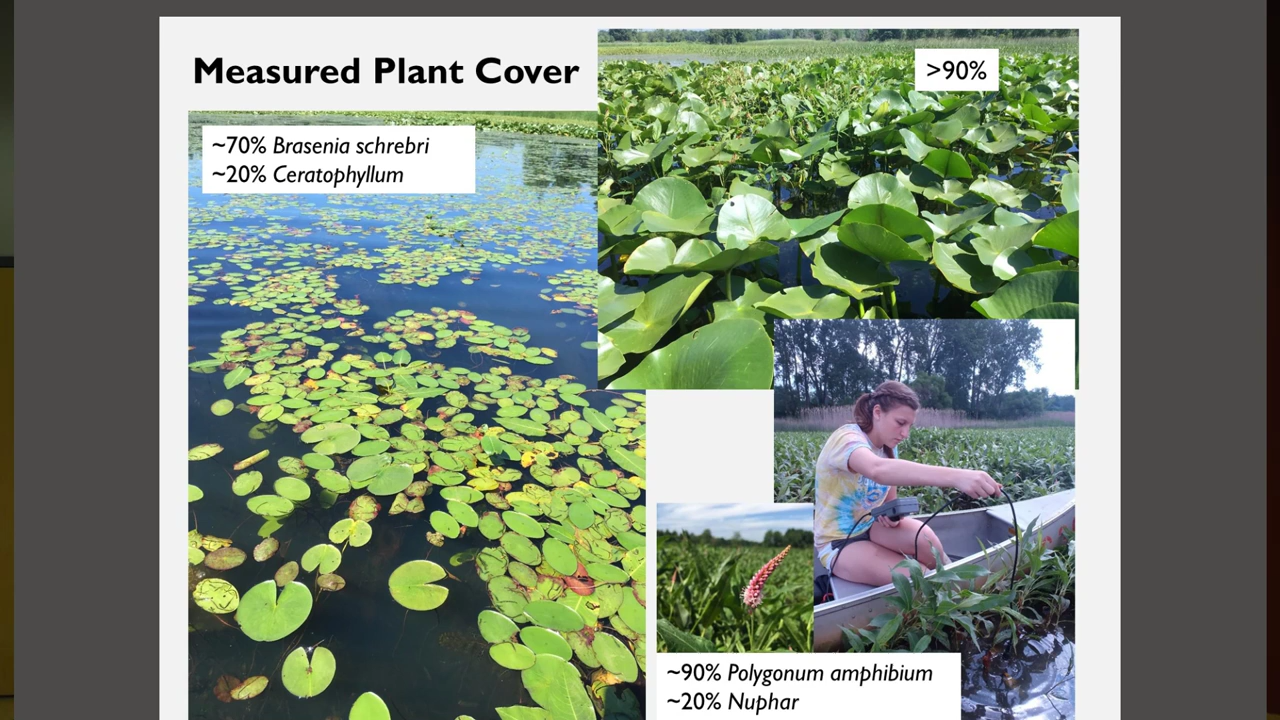 Measured Plant Cover
>90%
~70% Brasenia schrebri
~20% Ceratophyllum
~90% Polygonum amphibium
~20% Nuphar